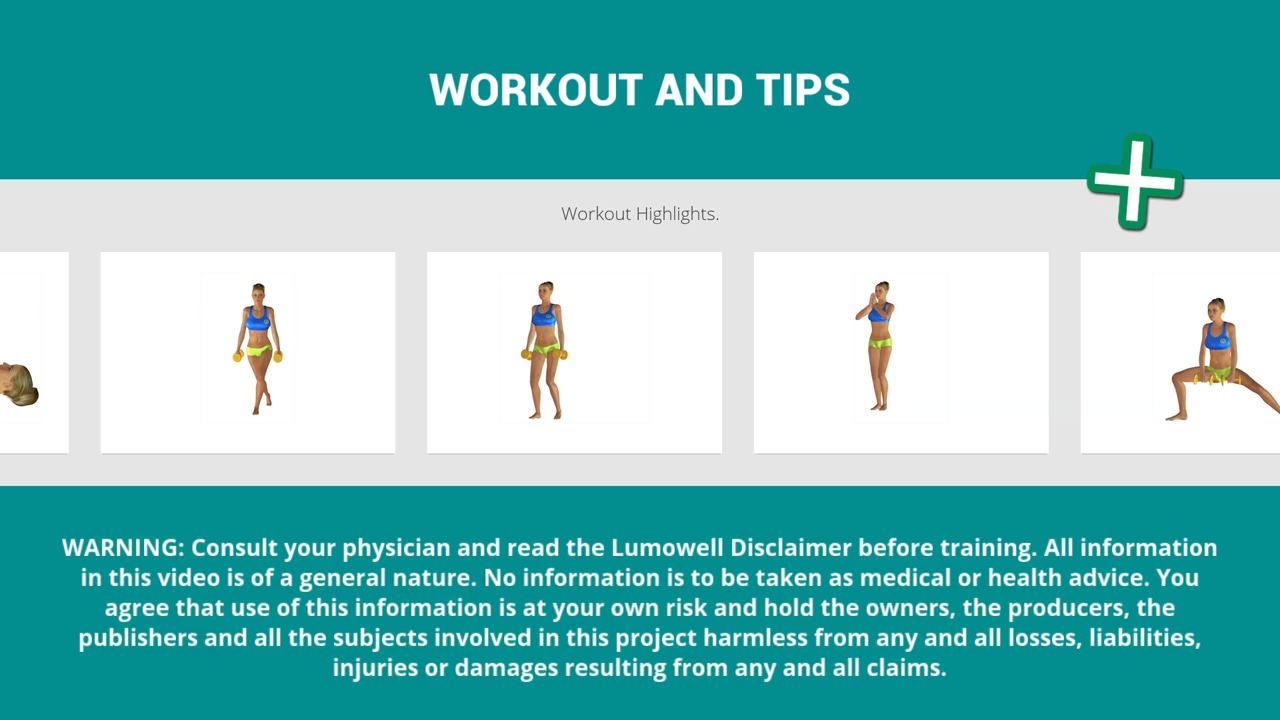 WORKOUT AND TIPS
Workout Highlights.
WARNING: Consult your physician and read the Lumowell Disclaimer before training. All information
in this video is of a general nature. No information is to be taken as medical or health advice. You
agree that use of this information is at your own risk and hold the owners, the producers, the
publishers and all the subjects involved in this project harmless from any and all losses, liabilities,
injuries or damages resulting from any and all claims.